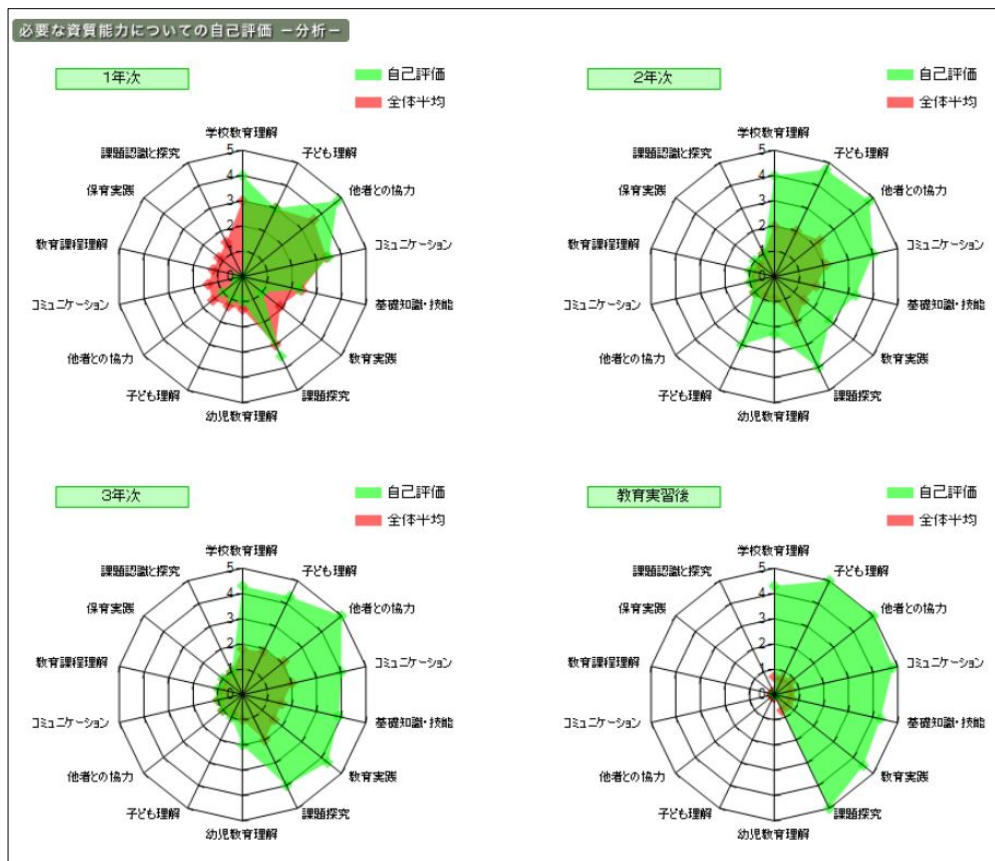 必要な資質能力についての自己評価 －分析－
1年次
自己評価
全体平均
学校教育理解
課題認識と探究
子ども理解
保育実践
他者との協力
教育課程理解
コミュニケーション
コミュニケーション
基礎知識・技能
他者との協力
教育実践
子ども理解
課題探究
幼児教育理解
5
4
3
2
1
0
2年次
自己評価
全体平均
学校教育理解
課題認識と探究
子ども理解
保育実践
他者との協力
教育課程理解
コミュニケーション
コミュニケーション
基礎知識・技能
他者との協力
教育実践
子ども理解
課題探究
幼児教育理解
5
4
3
2
1
0
3年次
自己評価
全体平均
学校教育理解
課題認識と探究
子ども理解
保育実践
他者との協力
教育課程理解
コミュニケーション
コミュニケーション
基礎知識・技能
他者との協力
教育実践
子ども理解
課題探究
幼児教育理解
5
4
3
2
1
0
教育実習後
自己評価
全体平均
学校教育理解
課題認識と探究
子ども理解
保育実践
他者との協力
教育課程理解
コミュニケーション
コミュニケーション
基礎知識・技能
他者との協力
教育実践
子ども理解
課題探究
幼児教育理解
5
4
3
2
1
0